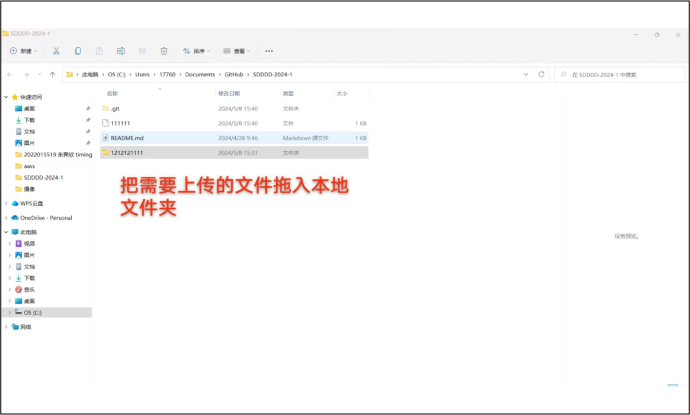 SDDDD-2024-1
新建
排序
查看
此电脑 > OS (C:) > Users > 17760 > Documents > GitHub > SDDDD-2024-1
在 SDDDD-2024-1 中搜索
名称 修改日期 类型 大小
.git 2024/5/8 15:40 文件夹
111111 2024/5/8 15:40 文件 1 KB
README.md 2024/4/28 9:46 Markdown 源文件 1 KB
1212121111 2024/5/8 15:31 文件夹
快速访问
桌面
下载
文档
图片
aass
SDDDD-2024-1
摄像
WPS云盘
OneDrive - Personal
此电脑
视频
图片
文档
下载
音乐
桌面
OS (C:)
网络
把需要上传的文件拖入本地
文件夹
没有预览。